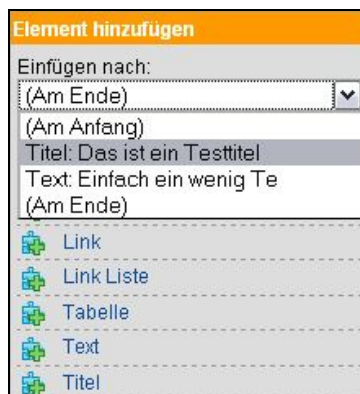 Element hinzufügen
Einfügen nach:
(Am Ende)
(Am Anfang)
Titel: Das ist ein Testtitel
Text: Einfach ein wenig Te
(Am Ende)
Link
Link Liste
Tabelle
Text
Titel